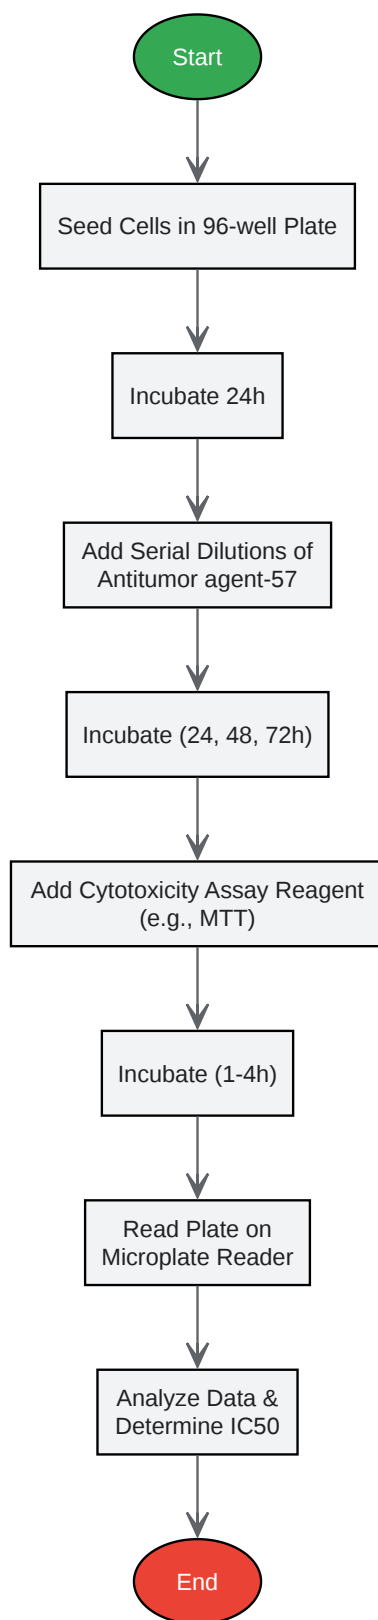 Start
Seed Cells in 96-well Plate
Incubate 24h
Add Serial Dilutions of
Antitumor agent-57
Incubate (24, 48, 72h)
Add Cytotoxicity Assay Reagent
(e.g., MTT)
Incubate (1-4h)
Read Plate on
Microplate Reader
Analyze Data &
Determine IC50
End